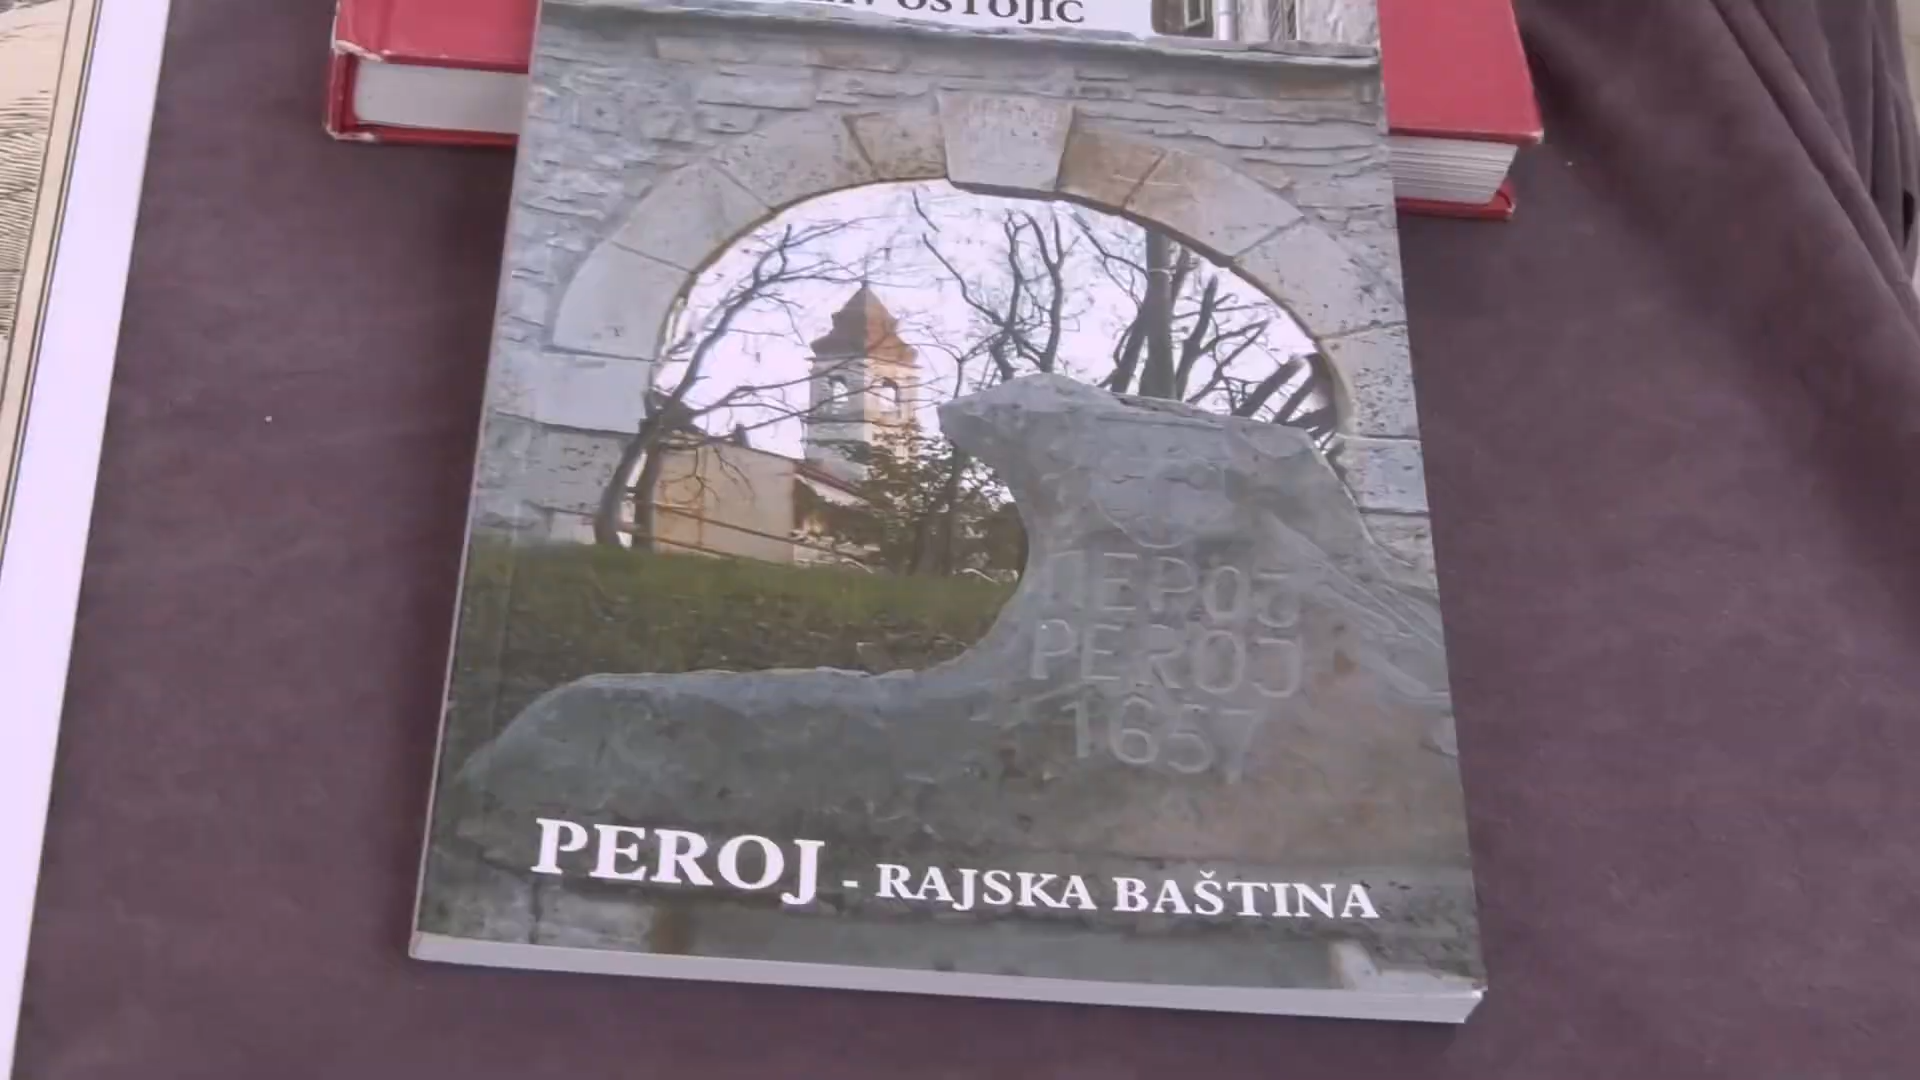 OSTOJIĆ
ПЕРОЈ
PEROJ
1657
PEROJ - RAJSKA BAŠTINA